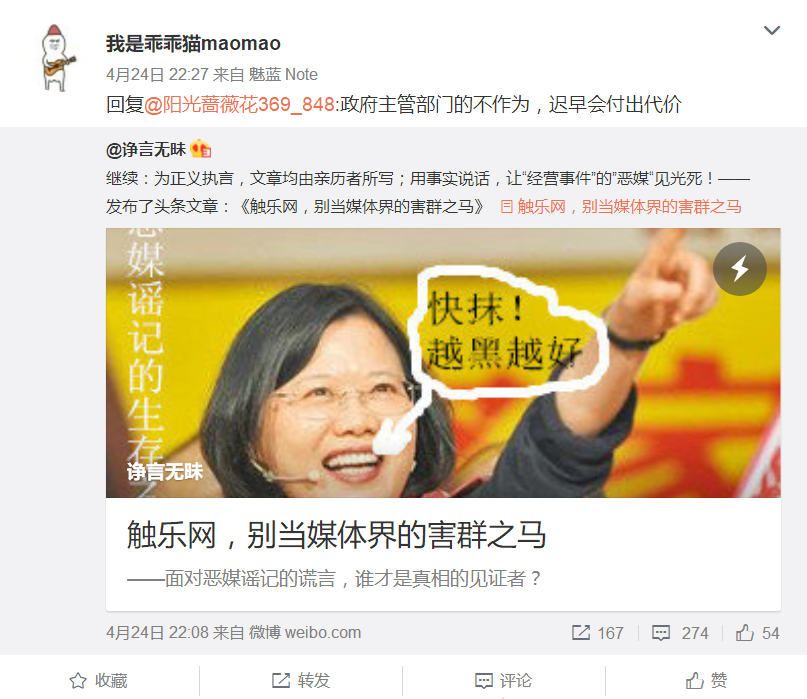 我是乖乖猫maomao
4月24日 22:27 来自 魅蓝 Note
回复@阳光蔷薇花369_848:政府主管部门的不作为，迟早会付出代价
@诤言无昧
继续：为正义执言，文章均由亲历者所写；用事实说话，让“经营事件”的”恶媒“见光死！——
发布了头条文章：《触乐网，别当媒体界的害群之马》 触乐网，别当媒体界的害群之马
媒谣记的生存
快抹！
越黑越好
诤言无昧
触乐网，别当媒体界的害群之马
——面对恶媒谣记的谎言，谁才是真相的见证者？
4月24日 22:08 来自 微博 weibo.com
167 274 54
收藏 转发 评论 赞